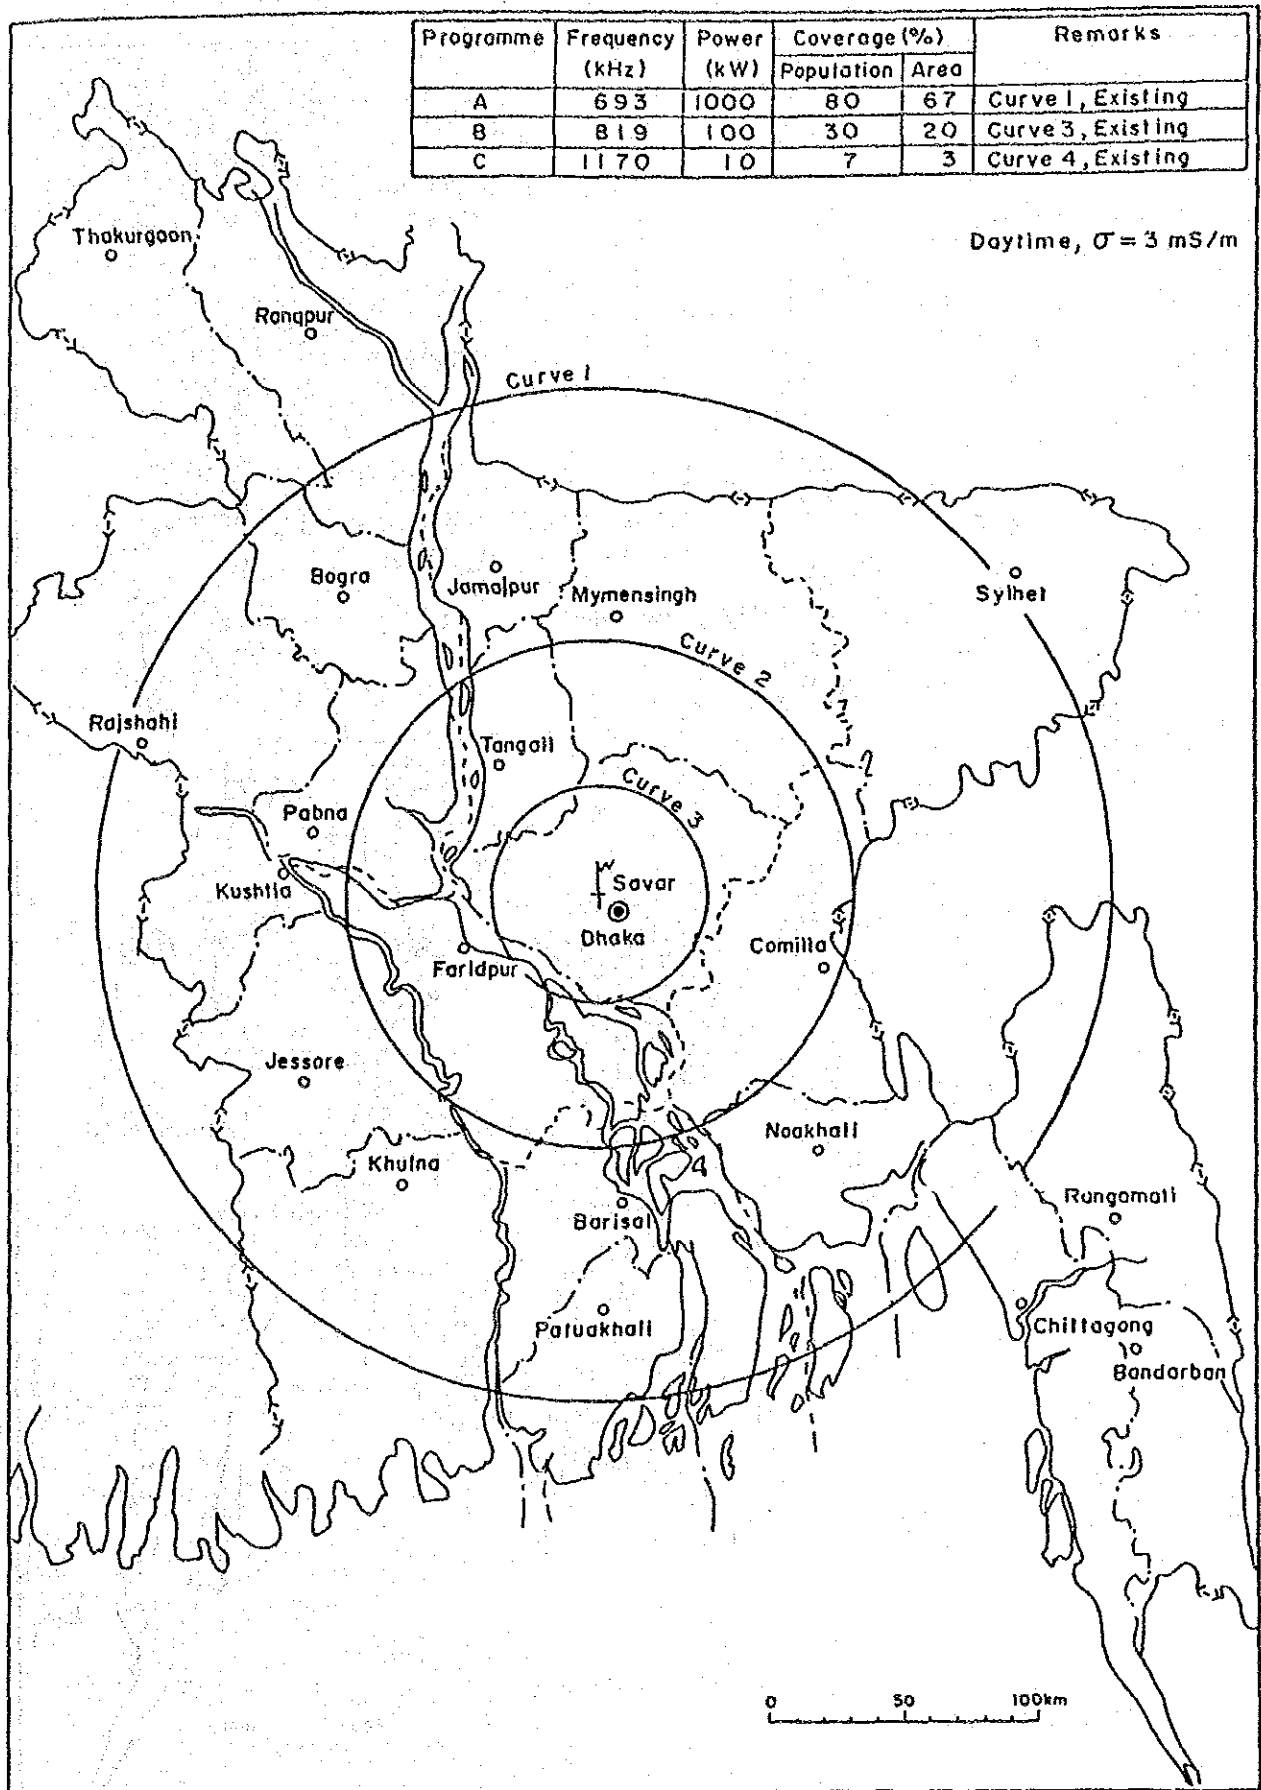 Programme Frequency (kHz) Power (kW) Coverage (%) Population Area Remarks
A 693 1000 80 67 Curve 1, Existing
B 819 100 30 20 Curve 3, Existing
C 1170 10 7 3 Curve 4, Existing
Daytime, σ = 3 mS/m
Thakurgaon
Rangpur
Curve 1
Bogra
Jamalpur
Mymensingh
Sylhet
Curve 2
Rajshahi
Tangail
Curve 3
Pabna
Kushtia
Savar
Dhaka
Faridpur
Comilla
Jessore
Noakhali
Khulna
4
Barisal
Rangamati
Patuakhali
Chittagong
Bandarban
0 50 100km